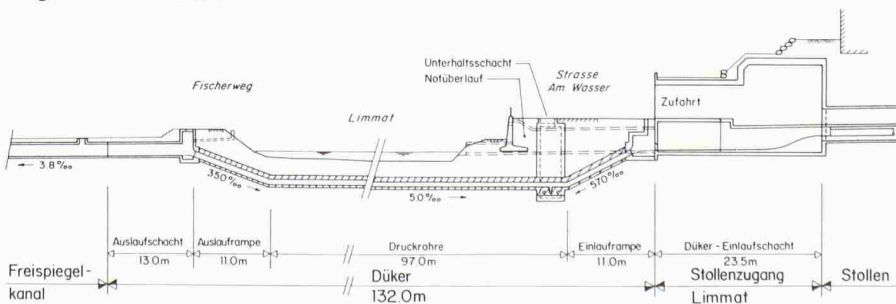 Unterhaltsschacht
Notüberlauf
Strasse
Am Wasser
Fischerweg
Limmat
Zufahrt
3.8‰
350‰
5.0‰
570‰
Auslaufschacht
13.0m
Auslauframpe
11.0m
Druckrohre
97.0m
Einlauframpe
11.0m
Düker - Einlaufschacht
23.5m
Freispiegel-
kanal
Düker
132.0m
Stollenzugang
Limmat
Stollen